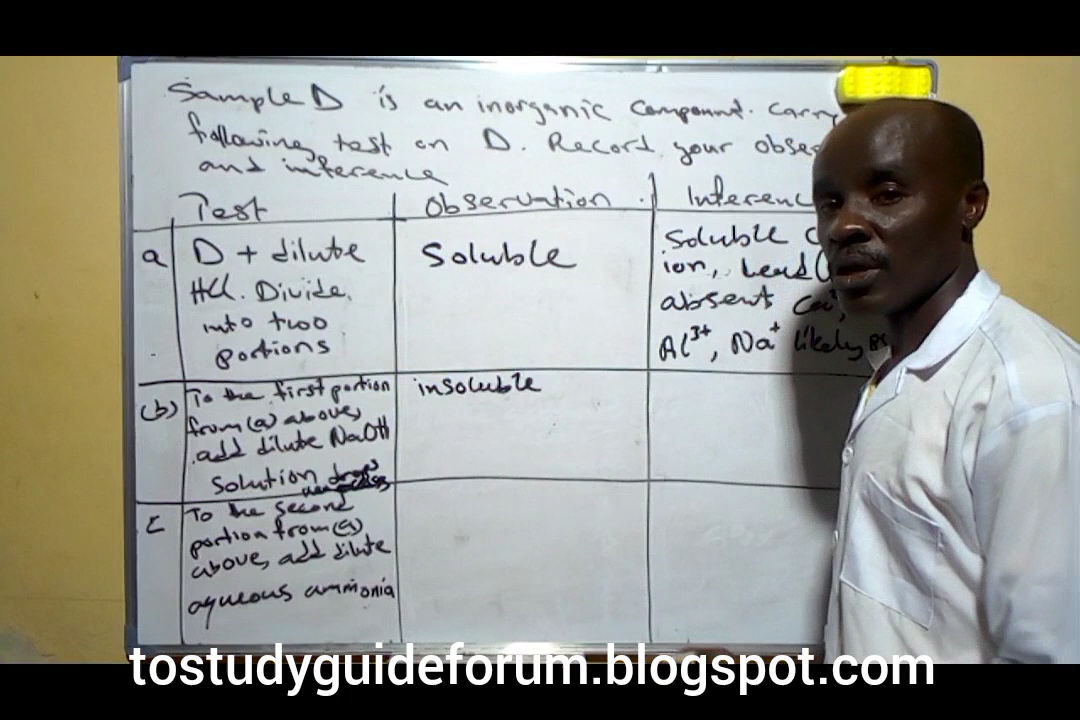 Sample D is an inorganic compound. Carry
following test on D. Record your obse
and inference
Test
Observation
Inferenc
a
D + dilute
HCl. Divide.
into two
portions
Soluble
Soluble C
ion, Lead
absent
Al³⁺, Na⁺ likely
(b)
To the first portion
from (a) above,
add dilute NaOH
Solution
insoluble
c
To the second
portion from (a)
above, add dilute
aqueous ammonia
tostudyguideforum.blogspot.com